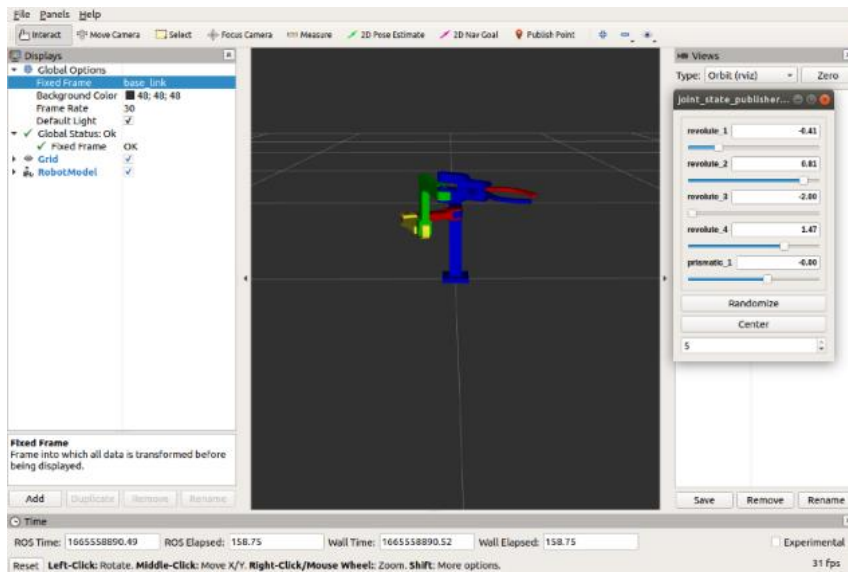 File Panels Help
Interact Move Camera Select Focus Camera Measure 2D Pose Estimate 2D Nav Goal Publish Point
Displays
Global Options
Fixed Frame base_link
Background Color 48; 48; 48
Frame Rate 30
Default Light
Global Status: Ok
Fixed Frame OK
Grid
RobotModel
Fixed Frame
Frame into which all data is transformed before
being displayed.
Add Duplicate Remove Rename
Views
Type: Orbit (rviz) Zero
joint_state_publisher...
revolute_1 -0.41
revolute_2 0.81
revolute_3 -2.00
revolute_4 1.47
prismatic_1 -0.00
Randomize
Center
5
Save Remove Rename
Time
ROS Time: 1665558890.49 ROS Elapsed: 158.75 Wall Time: 1665558890.52 Wall Elapsed: 158.75 Experimental
Reset Left-Click: Rotate. Middle-Click: Move X/Y. Right-Click/Mouse Wheel: Zoom. Shift: More options. 31 fps